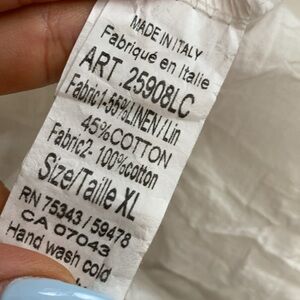 MADE IN ITALY
Fabriqué en Italie
ART .25908LC
Fabric1-55%LINEN/Lin
45%COTTON
Fabric2- 100%cotton
Size/Taille XL
RN 75343 / 59478
CA 07043
Hand wash cold